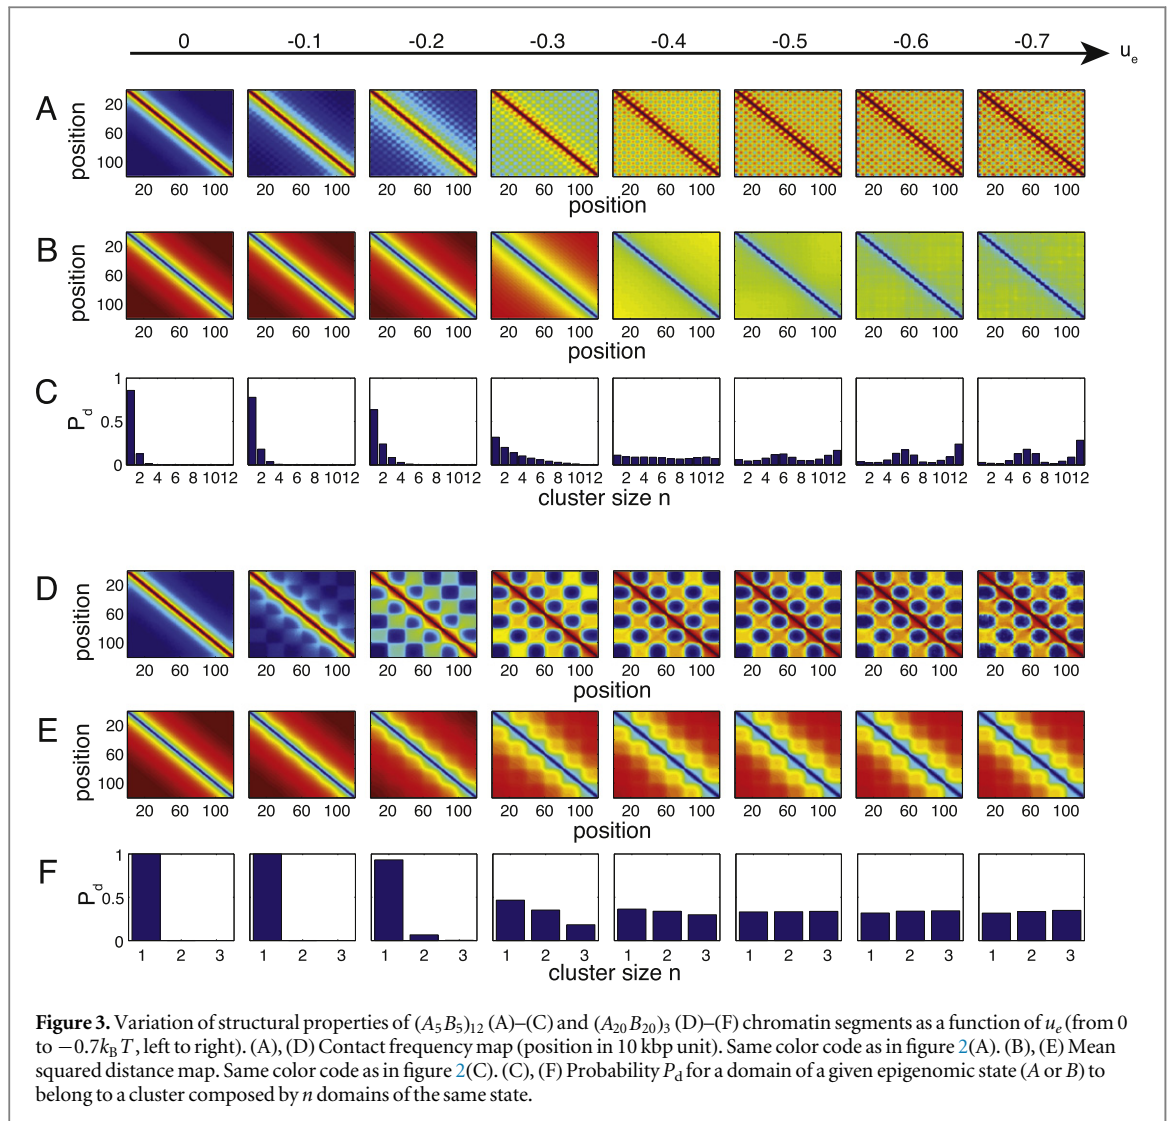 0 -0.1 -0.2 -0.3 -0.4 -0.5 -0.6 -0.7
u_e
A
position
20
60
100
20 60 100 20 60 100 20 60 100 20 60 100 20 60 100 20 60 100 20 60 100 20 60 100
position
B
position
20
60
100
20 60 100 20 60 100 20 60 100 20 60 100 20 60 100 20 60 100 20 60 100 20 60 100
position
C
P_d
1
0.5
0
2 4 6 8 1012 2 4 6 8 1012 2 4 6 8 1012 2 4 6 8 1012 2 4 6 8 1012 2 4 6 8 1012 2 4 6 8 1012 2 4 6 8 1012
cluster size n
D
position
20
60
100
20 60 100 20 60 100 20 60 100 20 60 100 20 60 100 20 60 100 20 60 100 20 60 100
position
E
position
20
60
100
20 60 100 20 60 100 20 60 100 20 60 100 20 60 100 20 60 100 20 60 100 20 60 100
position
F
P_d
1
0.5
0
1 2 3 1 2 3 1 2 3 1 2 3 1 2 3 1 2 3 1 2 3 1 2 3
cluster size n
Figure 3. Variation of structural properties of (A₅B₅)₁₂ (A)–(C) and (A₂₀B₂₀)₃ (D)–(F) chromatin segments as a function of uₑ (from 0
to −0.7k_BT, left to right). (A), (D) Contact frequency map (position in 10 kbp unit). Same color code as in figure 2(A). (B), (E) Mean
squared distance map. Same color code as in figure 2(C). (C), (F) Probability P_d for a domain of a given epigenomic state (A or B) to
belong to a cluster composed by n domains of the same state.